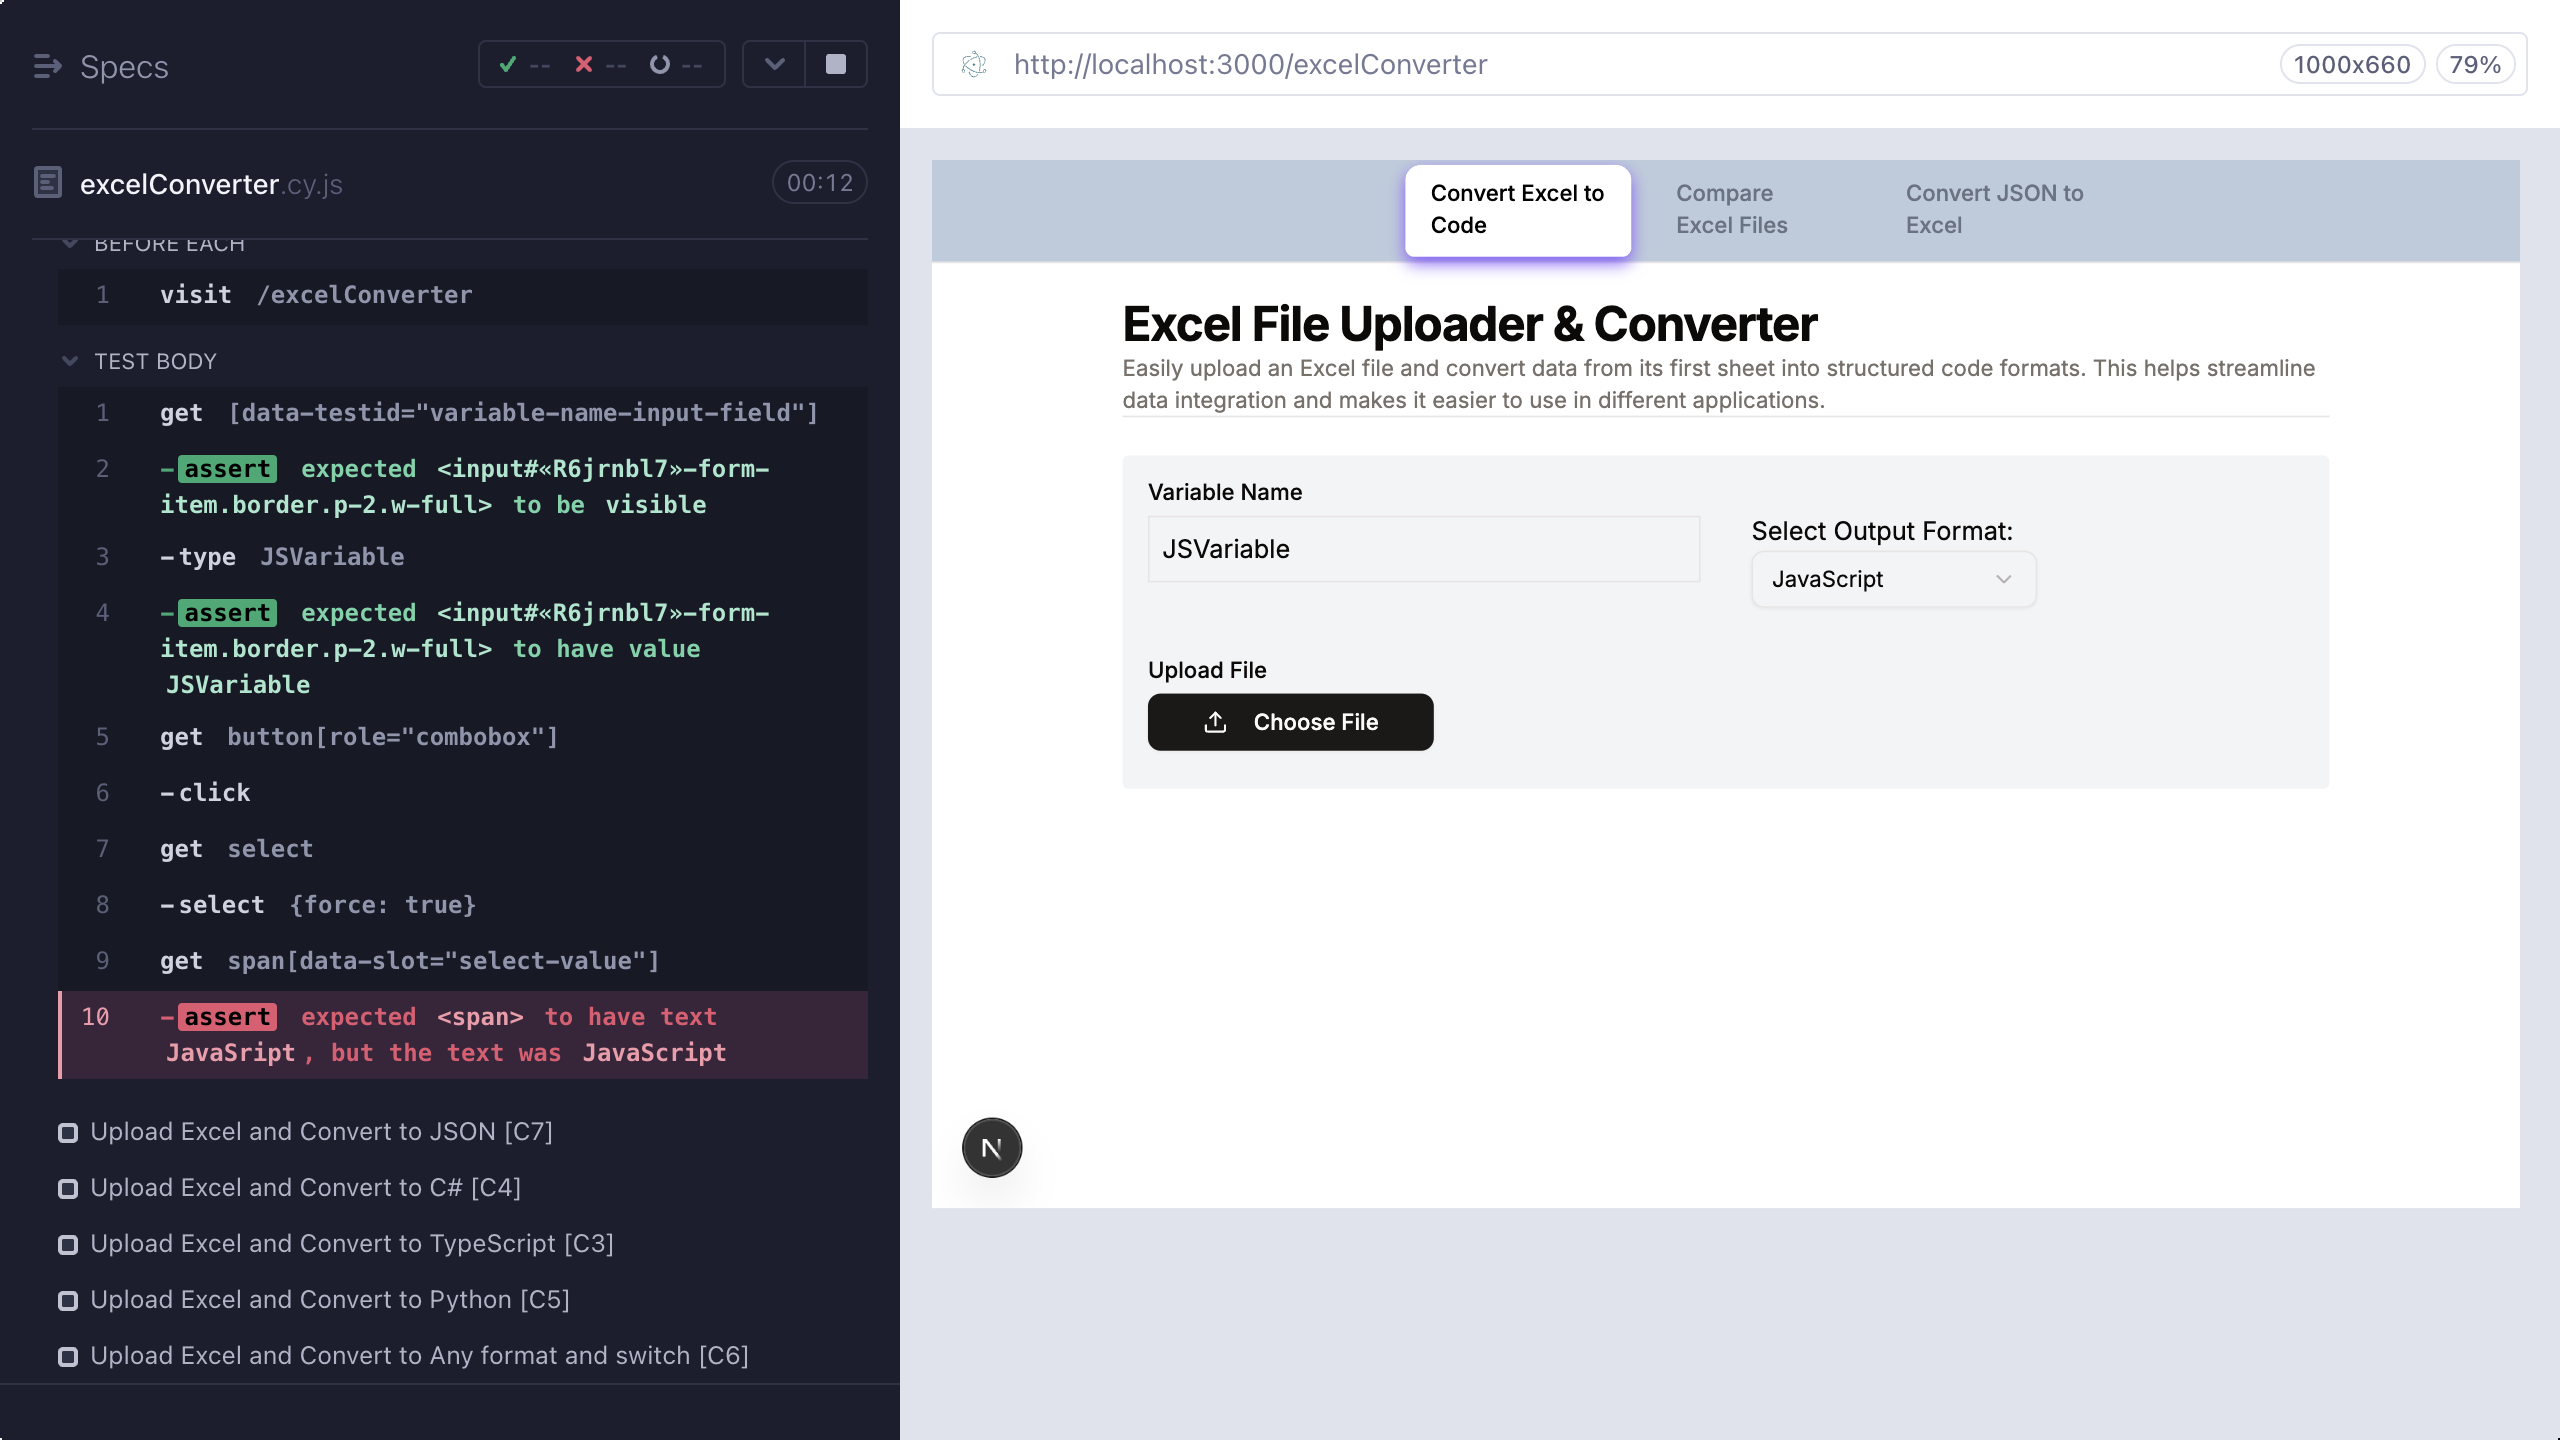 Specs
-- -- --
excelConverter.cy.js 00:12
BEFORE EACH
1 visit /excelConverter
TEST BODY
1 get [data-testid="variable-name-input-field"]
2 -assert expected <input#«R6jrnbl7»-form-
item.border.p-2.w-full> to be visible
3 -type JSVariable
4 -assert expected <input#«R6jrnbl7»-form-
item.border.p-2.w-full> to have value
JSVariable
5 get button[role="combobox"]
6 -click
7 get select
8 -select {force: true}
9 get span[data-slot="select-value"]
10 -assert expected <span> to have text
JavaSript, but the text was JavaScript
Upload Excel and Convert to JSON [C7]
Upload Excel and Convert to C# [C4]
Upload Excel and Convert to TypeScript [C3]
Upload Excel and Convert to Python [C5]
Upload Excel and Convert to Any format and switch [C6]
http://localhost:3000/excelConverter 1000x660 79%
Convert Excel to
Code
Compare
Excel Files
Convert JSON to
Excel
Excel File Uploader & Converter
Easily upload an Excel file and convert data from its first sheet into structured code formats. This helps streamline
data integration and makes it easier to use in different applications.
Variable Name
JSVariable
Select Output Format:
JavaScript
Upload File
Choose File
N